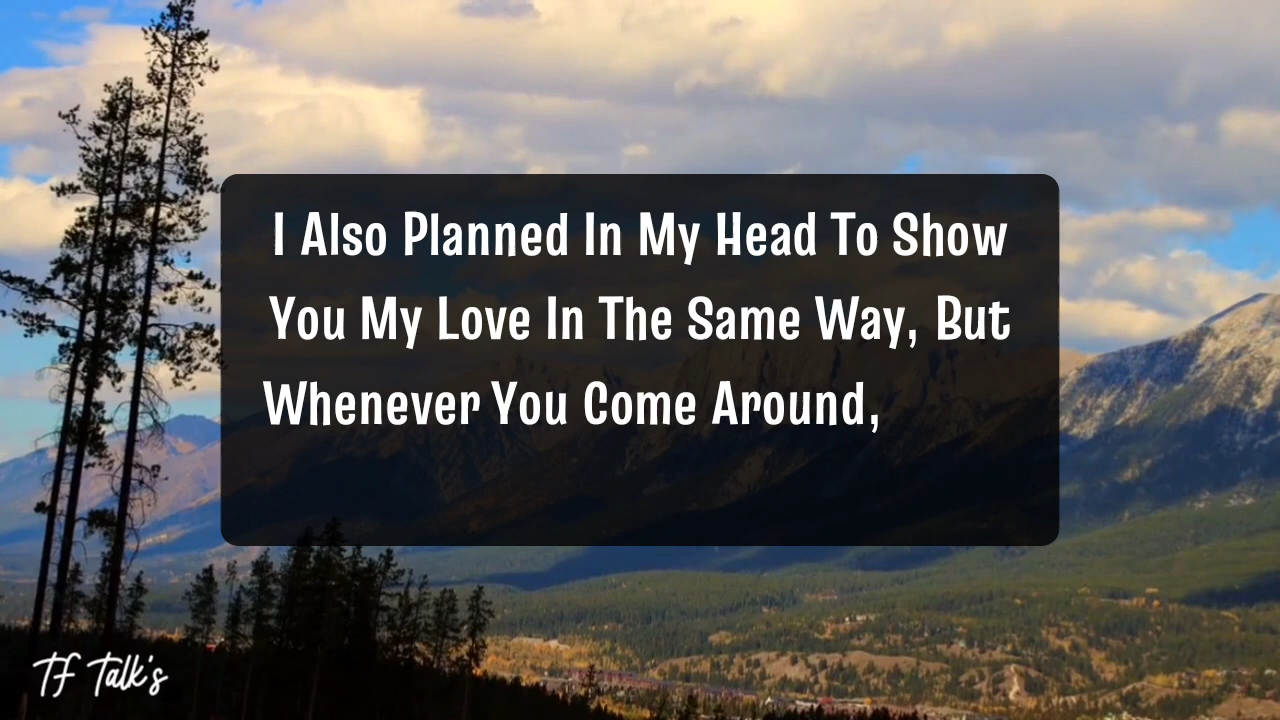 I Also Planned In My Head To Show
You My Love In The Same Way, But
Whenever You Come Around,
TF Talk's